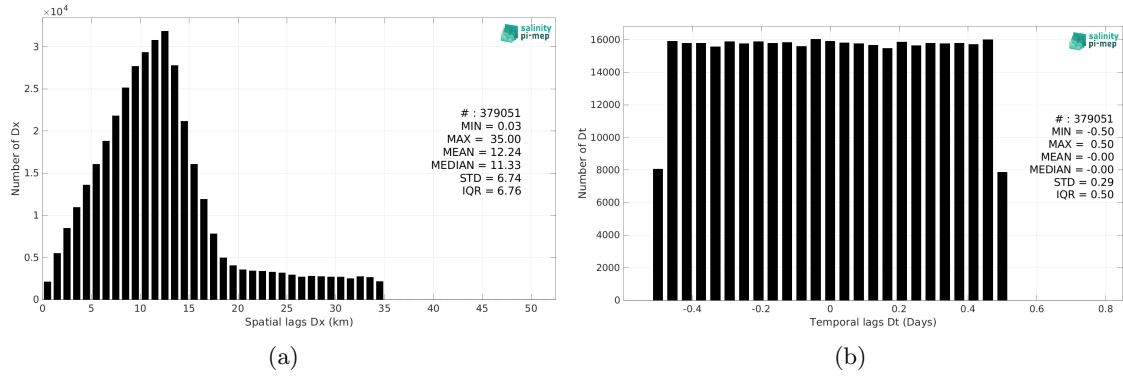 ×10^4
salinity
pi-mep
3
2.5
2
1.5
1
0.5
0
Number of Dx
# : 379051
MIN = 0.03
MAX = 35.00
MEAN = 12.24
MEDIAN = 11.33
STD = 6.74
IQR = 6.76
0 5 10 15 20 25 30 35 40 45 50
Spatial lags Dx (km)
(a)
salinity
pi-mep
16000
14000
12000
10000
8000
6000
4000
2000
0
Number of Dt
# : 379051
MIN = -0.50
MAX = 0.50
MEAN = -0.00
MEDIAN = -0.00
STD = 0.29
IQR = 0.50
-0.4 -0.2 0 0.2 0.4 0.6 0.8
Temporal lags Dt (Days)
(b)